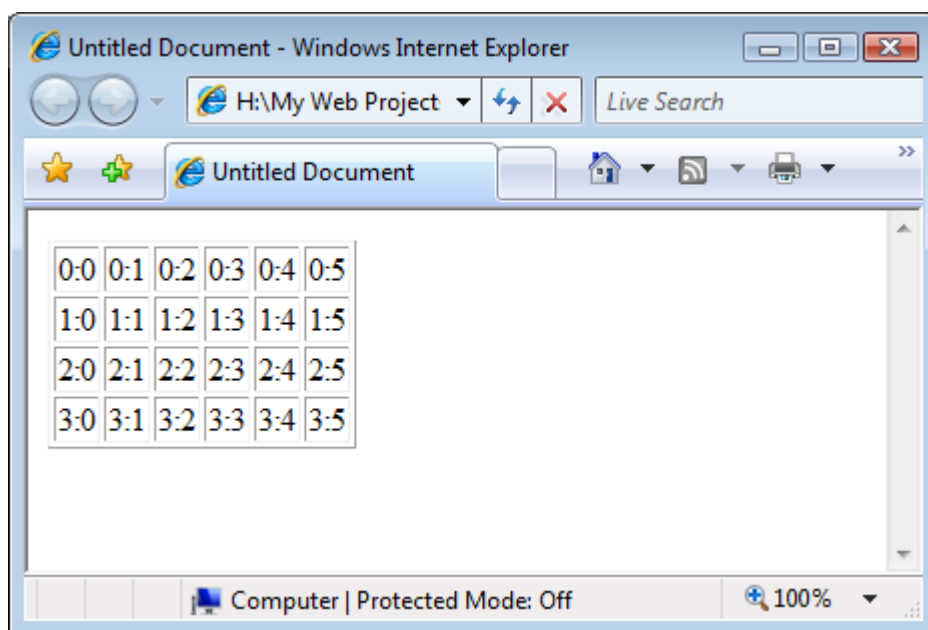 Untitled Document - Windows Internet Explorer
H:\My Web Project
Live Search
Untitled Document
0:0 0:1 0:2 0:3 0:4 0:5
1:0 1:1 1:2 1:3 1:4 1:5
2:0 2:1 2:2 2:3 2:4 2:5
3:0 3:1 3:2 3:3 3:4 3:5
Computer | Protected Mode: Off 100%